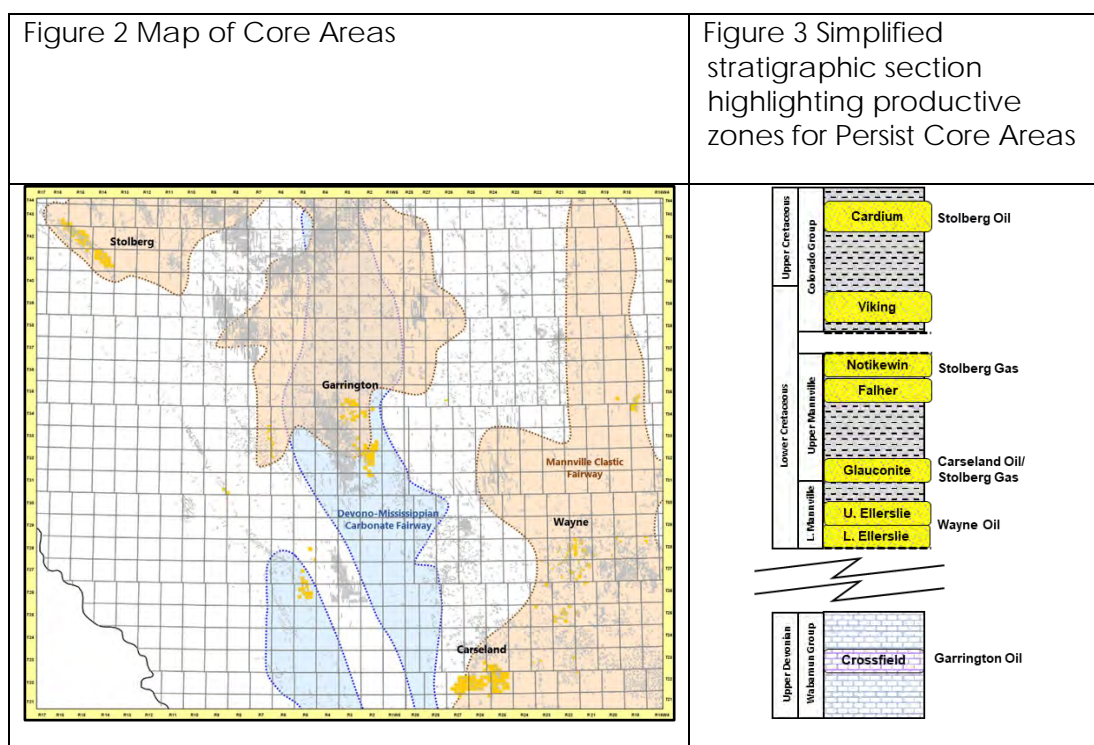 Figure 2 Map of Core Areas
Figure 3 Simplified
stratigraphic section
highlighting productive
zones for Persist Core Areas
Stolberg
Garrington
Mannville Clastic
Fairway
Devono-Mississippian
Carbonate Fairway
Wayne
Carseland
Upper Cretaceous
Colorado Group
Cardium
Stolberg Oil
Viking
Lower Cretaceous
Upper Mannville
Notikewin
Stolberg Gas
Falher
Glauconite
Carseland Oil/
Stolberg Gas
L. Mannville
U. Ellerslie
Wayne Oil
L. Ellerslie
Upper Devonian
Wabamun Group
Crossfield
Garrington Oil